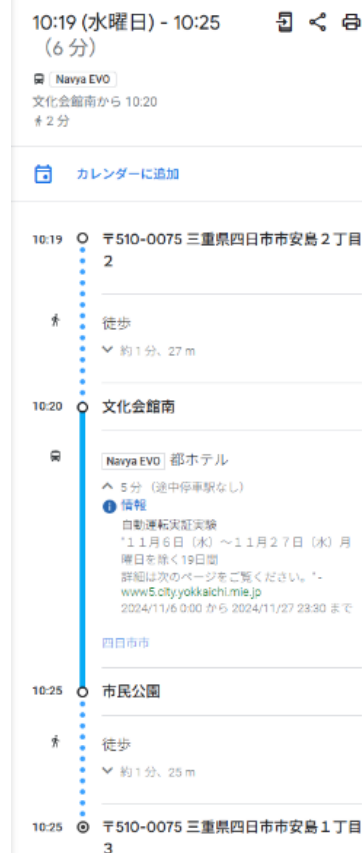 10:19 (水曜日) - 10:25
（6 分）
Navya EVO
文化会館南から 10:20
2 分
カレンダーに追加
10:19 〒510-0075 三重県四日市市安島２丁目
２
徒歩
約 1 分、27 m
10:20 文化会館南
Navya EVO 都ホテル
5 分 （途中停車駅なし）
情報
自動運転実証実験
"１１月６日（水）～１１月２７日（水）月
曜日を除く19日間
詳細は次のページをご覧ください。" -
www5.city.yokkaichi.mie.jp
2024/11/6 0:00 から 2024/11/27 23:30 まで
四日市市
10:25 市民公園
徒歩
約 1 分、25 m
10:25 〒510-0075 三重県四日市市安島１丁目
３